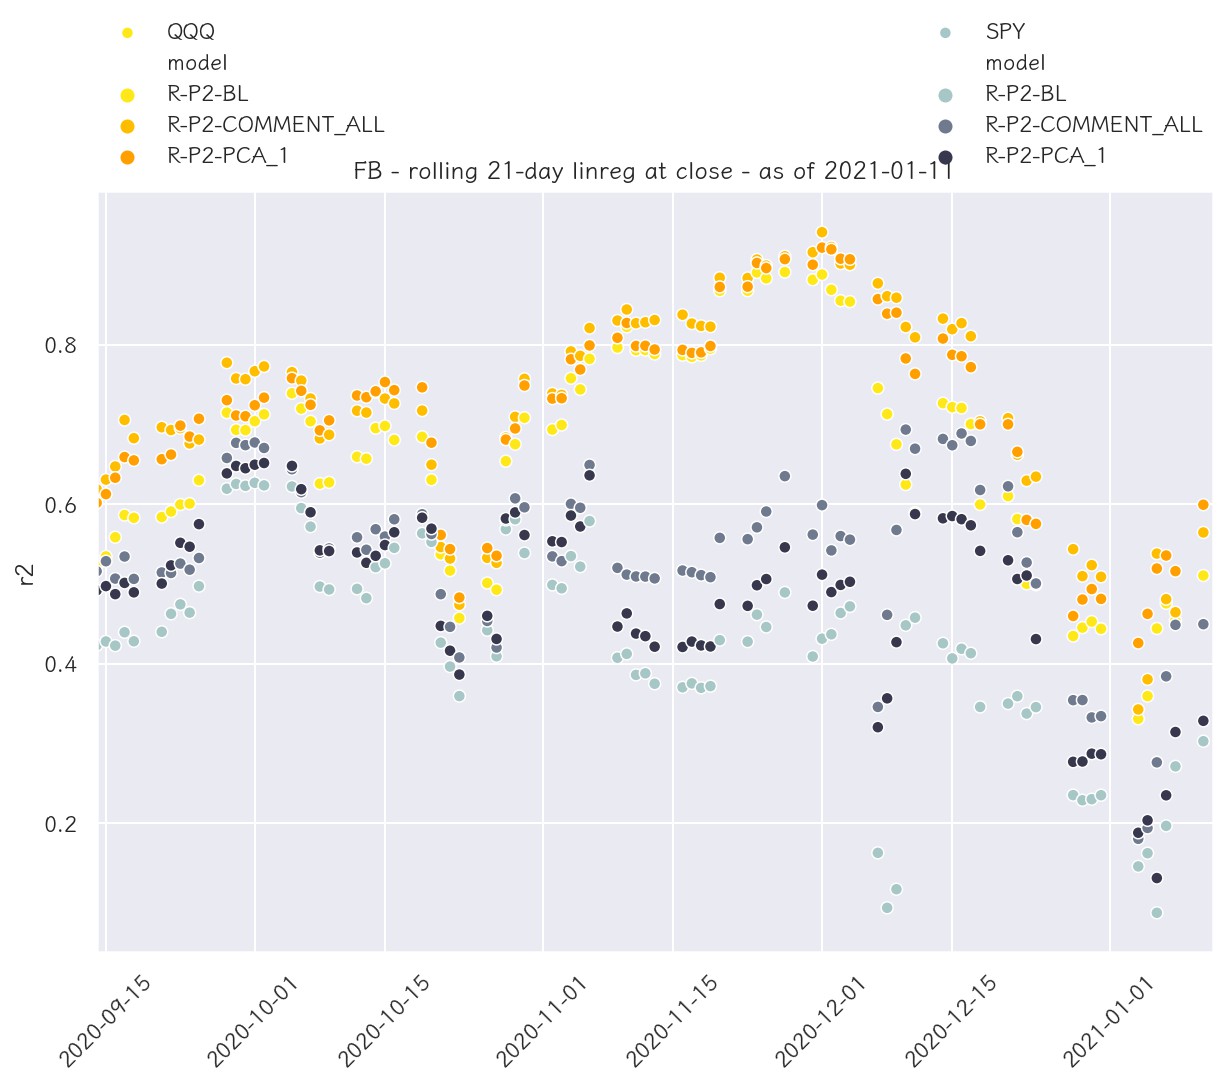 QQQ
model
R-P2-BL
R-P2-COMMENT_ALL
R-P2-PCA_1
SPY
model
R-P2-BL
R-P2-COMMENT_ALL
R-P2-PCA_1
FB - rolling 21-day linreg at close - as of 2021-01-11
r2
0.8
0.6
0.4
0.2
2020-09-15
2020-10-01
2020-10-15
2020-11-01
2020-11-15
2020-12-01
2020-12-15
2021-01-01